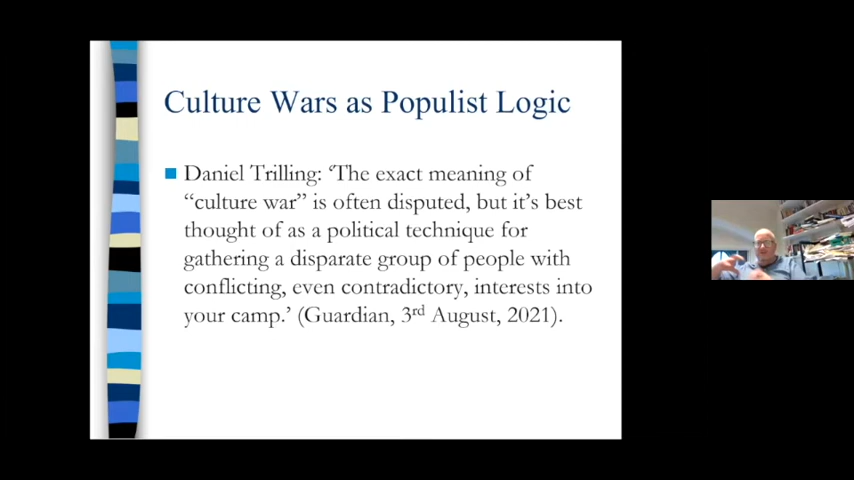 Culture Wars as Populist Logic
Daniel Trilling: ‘The exact meaning of
“culture war” is often disputed, but it’s best
thought of as a political technique for
gathering a disparate group of people with
conflicting, even contradictory, interests into
your camp.’ (Guardian, 3rd August, 2021).